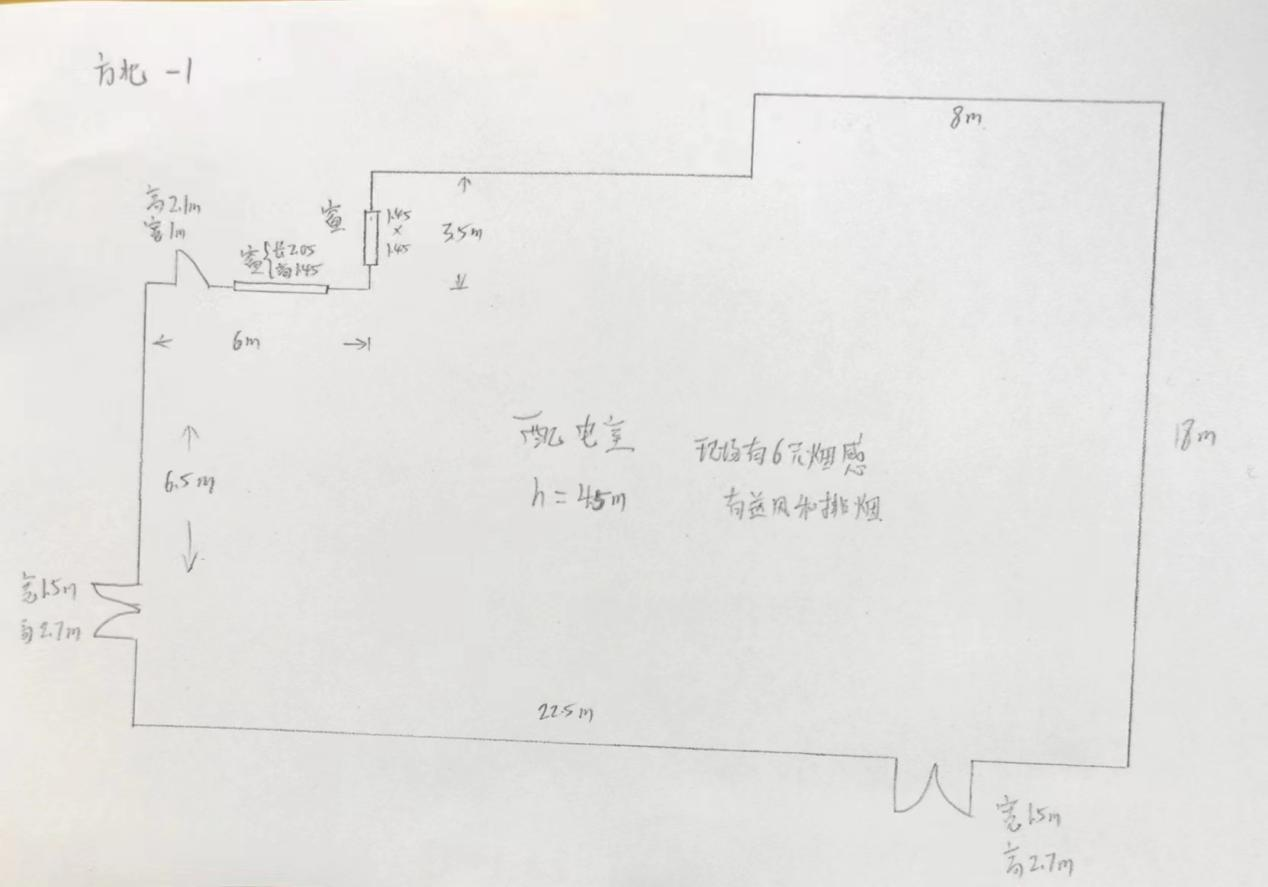 方北 -1
8m
高2.1m
宽1m
窗
1.45
×
1.45
3.5m
窗 长2.05
高1.45
6m
18m
配电室
现场有6只烟感
h=4.5m
有送风和排烟
6.5m
宽1.5m
高2.7m
22.5m
宽1.5m
高2.7m